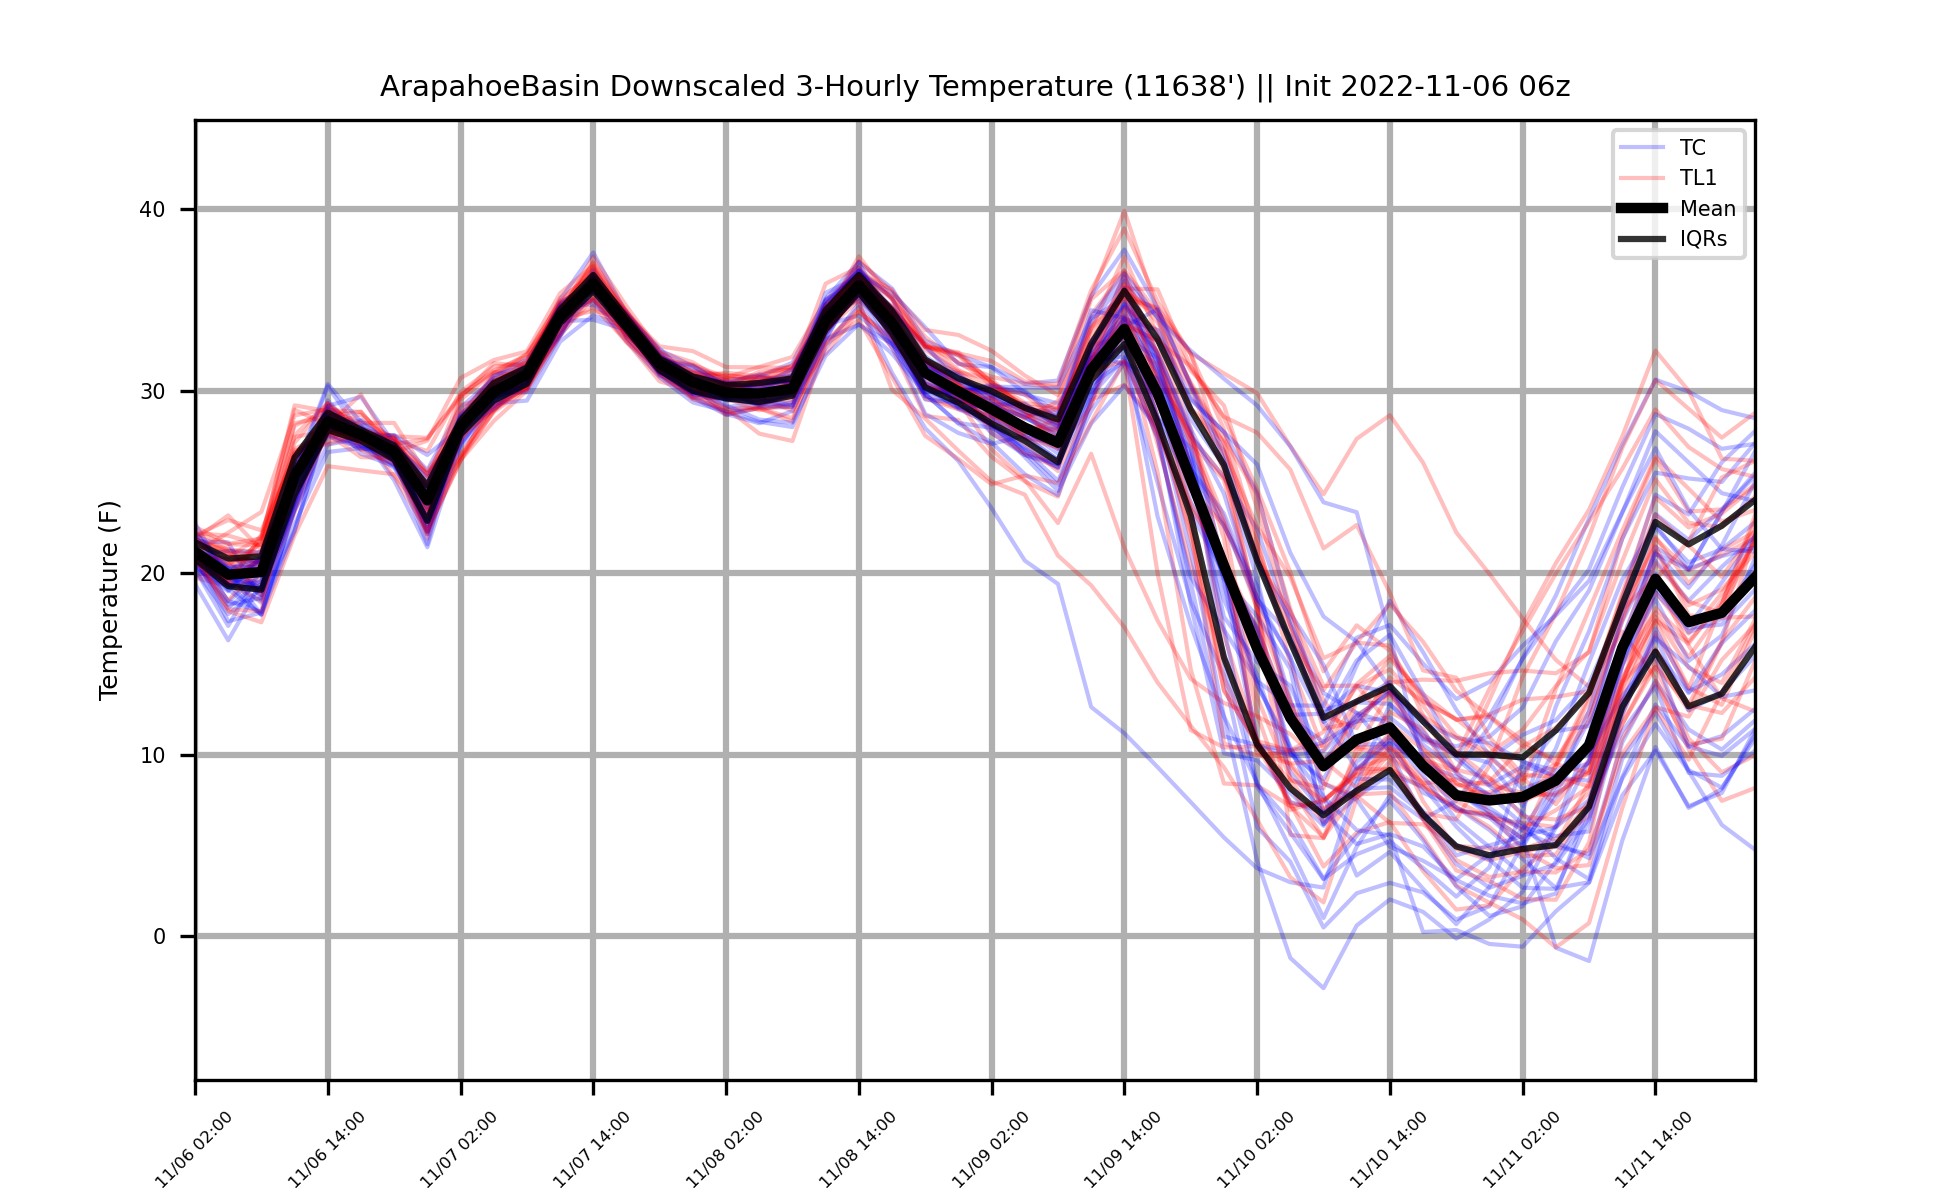 ArapahoeBasin Downscaled 3-Hourly Temperature (11638') || Init 2022-11-06 06z
TC
TL1
Mean
IQRs
Temperature (F)
40
30
20
10
0
11/06 02:00
11/06 14:00
11/07 02:00
11/07 14:00
11/08 02:00
11/08 14:00
11/09 02:00
11/09 14:00
11/10 02:00
11/10 14:00
11/11 02:00
11/11 14:00